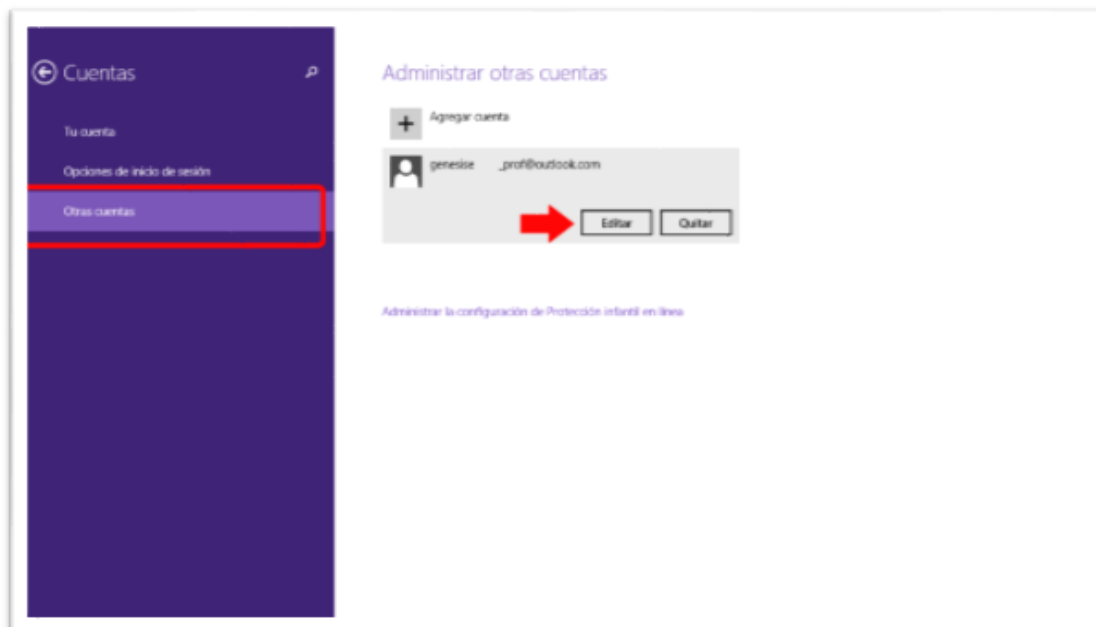 Cuentas
Tu cuenta
Opciones de inicio de sesión
Otras cuentas
Administrar otras cuentas
Agregar cuenta
genesise _prof@outlook.com
Editar Quitar
Administrar la configuración de Protección infantil en línea